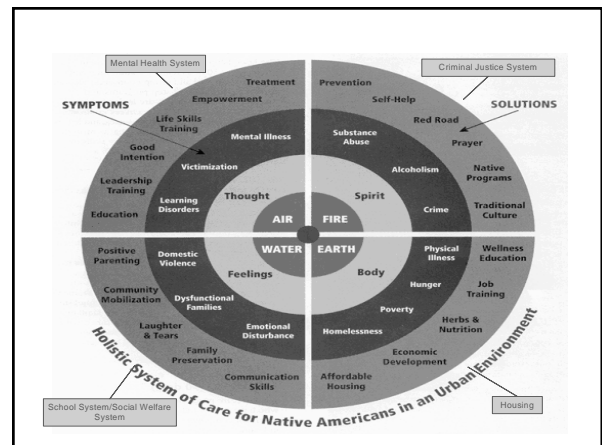 Mental Health System
Criminal Justice System
SYMPTOMS
SOLUTIONS
Treatment
Empowerment
Life Skills
Training
Good
Intention
Leadership
Training
Education
Mental Illness
Victimization
Learning
Disorders
Thought
AIR
Prevention
Self-Help
Red Road
Prayer
Native
Programs
Traditional
Culture
Substance
Abuse
Alcoholism
Crime
Spirit
FIRE
WATER
Feelings
Domestic
Violence
Dysfunctional
Families
Emotional
Disturbance
Positive
Parenting
Community
Mobilization
Laughter
& Tears
Family
Preservation
Communication
Skills
EARTH
Body
Physical
Illness
Hunger
Poverty
Homelessness
Wellness
Education
Job
Training
Herbs &
Nutrition
Economic
Development
Affordable
Housing
Holistic System of Care for Native Americans in an Urban Environment
School System/Social Welfare
System
Housing